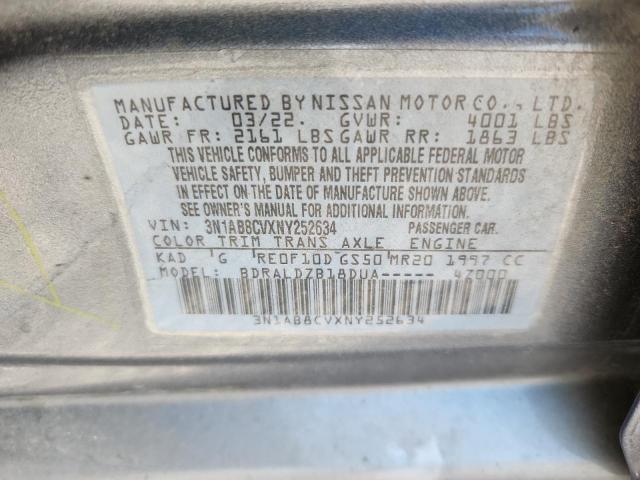 MANUFACTURED BY NISSAN MOTOR CO., LTD.
DATE: 03/22. GVWR: 4001 LBS
GAWR FR: 2161 LBS GAWR RR: 1863 LBS
THIS VEHICLE CONFORMS TO ALL APPLICABLE FEDERAL MOTOR
VEHICLE SAFETY, BUMPER AND THEFT PREVENTION STANDARDS
IN EFFECT ON THE DATE OF MANUFACTURE SHOWN ABOVE.
SEE OWNER'S MANUAL FOR ADDITIONAL INFORMATION.
VIN: 3N1AB8CVXNY252634 PASSENGER CAR.
COLOR TRIM TRANS AXLE ENGINE
KAD 'G RE0F10D GS50 MR20 1997 CC
MODEL: BDRALDZB18DUA----- 4Z000
3N1AB8CVXNY252634